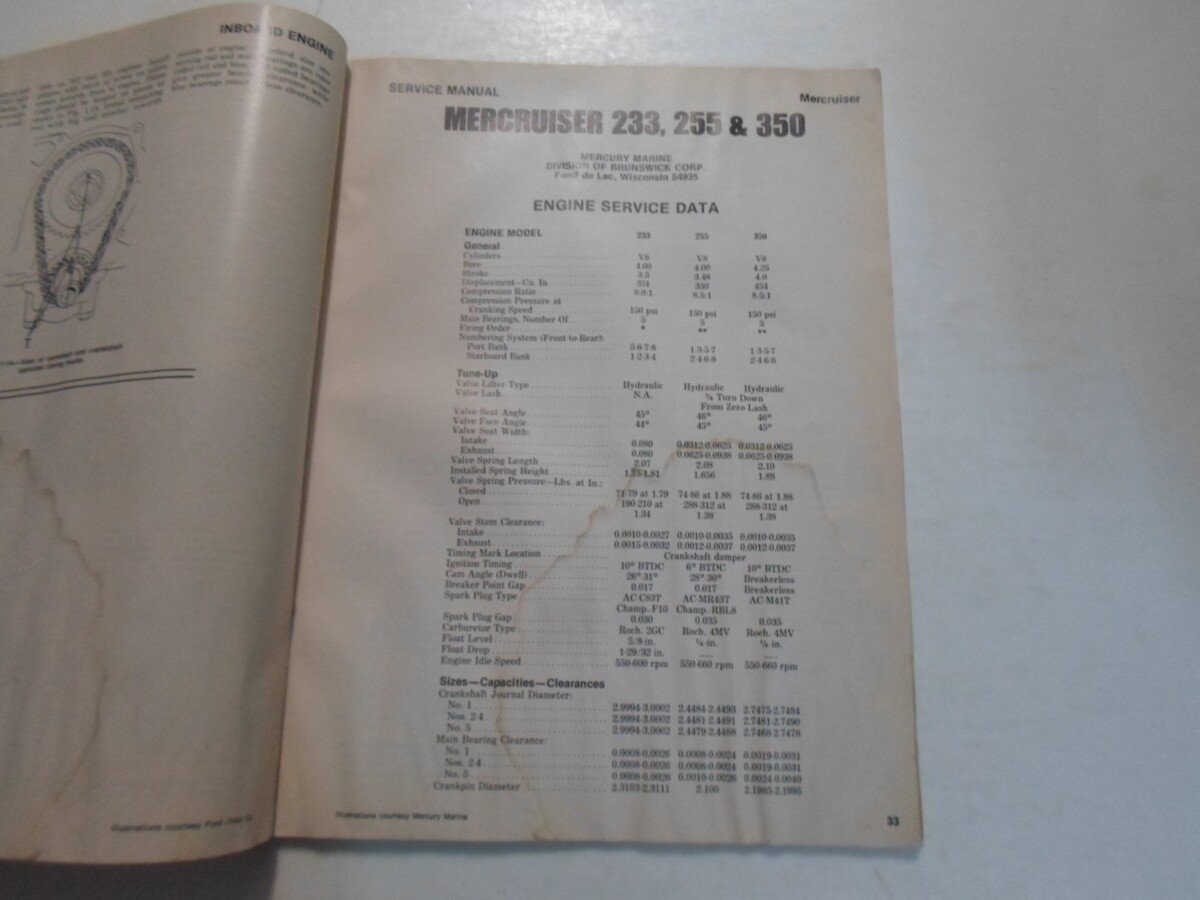 INBOARD ENGINE
SERVICE MANUAL
Mercruiser
MERCRUISER 233, 255 & 350
MERCURY MARINE
DIVISION OF BRUNSWICK CORP.
Fond du Lac, Wisconsin 54935
ENGINE SERVICE DATA
ENGINE MODEL 233 255 350
General
Cylinders V8 V8 V8
Bore 4.00 4.00 4.25
Stroke 3.5 3.48 4.0
Displacement—Cu. In. 351 350 454
Compression Ratio 8.0:1 8.5:1 8.5:1
Compression Pressure at
Cranking Speed 150 psi 150 psi 150 psi
Main Bearings, Number Of 5 5 5
Firing Order * ** **
Numbering System (Front to Rear):
Port Bank 5-6-7-8 1-3-5-7 1-3-5-7
Starboard Bank 1-2-3-4 2-4-6-8 2-4-6-8
Tune-Up
Valve Lifter Type Hydraulic Hydraulic Hydraulic
Valve Lash N.A. ¾ Turn Down
From Zero Lash
Valve Seat Angle 45° 46° 46°
Valve Face Angle 44° 45° 45°
Valve Seat Width:
Intake 0.080 0.0312-0.0625 0.0312-0.0625
Exhaust 0.080 0.0625-0.0938 0.0625-0.0938
Valve Spring Length 2.07 2.08 2.10
Installed Spring Height 1.75-1.81 1.656 1.88
Valve Spring Pressure—Lbs. at In.:
Closed 71-79 at 1.79 74-86 at 1.88 74-86 at 1.88
Open 190-210 at 288-312 at 288-312 at
1.34 1.38 1.38
Valve Stem Clearance:
Intake 0.0010-0.0027 0.0010-0.0035 0.0010-0.0035
Exhaust 0.0015-0.0032 0.0012-0.0037 0.0012-0.0037
Timing Mark Location Crankshaft damper
Ignition Timing 10° BTDC 6° BTDC 10° BTDC
Cam Angle (Dwell) 26°-31° 28°-30° Breakerless
Breaker Point Gap 0.017 0.017 Breakerless
Spark Plug Type AC-C83T AC-MR43T AC-M41T
Champ. F10 Champ. RBL8
Spark Plug Gap 0.030 0.035 0.035
Carburetor Type Roch. 2GC Roch. 4MV Roch. 4MV
Float Level 5/8-in. ¼-in. ¼-in.
Float Drop 1-29/32 in. .... ....
Engine Idle Speed 550-600 rpm 550-660 rpm 550-660 rpm
Sizes—Capacities—Clearances
Crankshaft Journal Diameter:
No. 1 2.9994-3.0002 2.4484-2.4493 2.7475-2.7484
Nos. 2-4 2.9994-3.0002 2.4481-2.4491 2.7481-2.7490
No. 5 2.9994-3.0002 2.4479-2.4488 2.7468-2.7478
Main Bearing Clearance:
No. 1 0.0008-0.0026 0.0008-0.0024 0.0019-0.0031
Nos. 2-4 0.0008-0.0026 0.0008-0.0024 0.0019-0.0031
No. 5 0.0008-0.0026 0.0010-0.0026 0.0024-0.0040
Crankpin Diameter 2.3103-2.3111 2.100 2.1985-2.1995
Illustrations courtesy Ford
Illustrations courtesy Mercury Marine
33